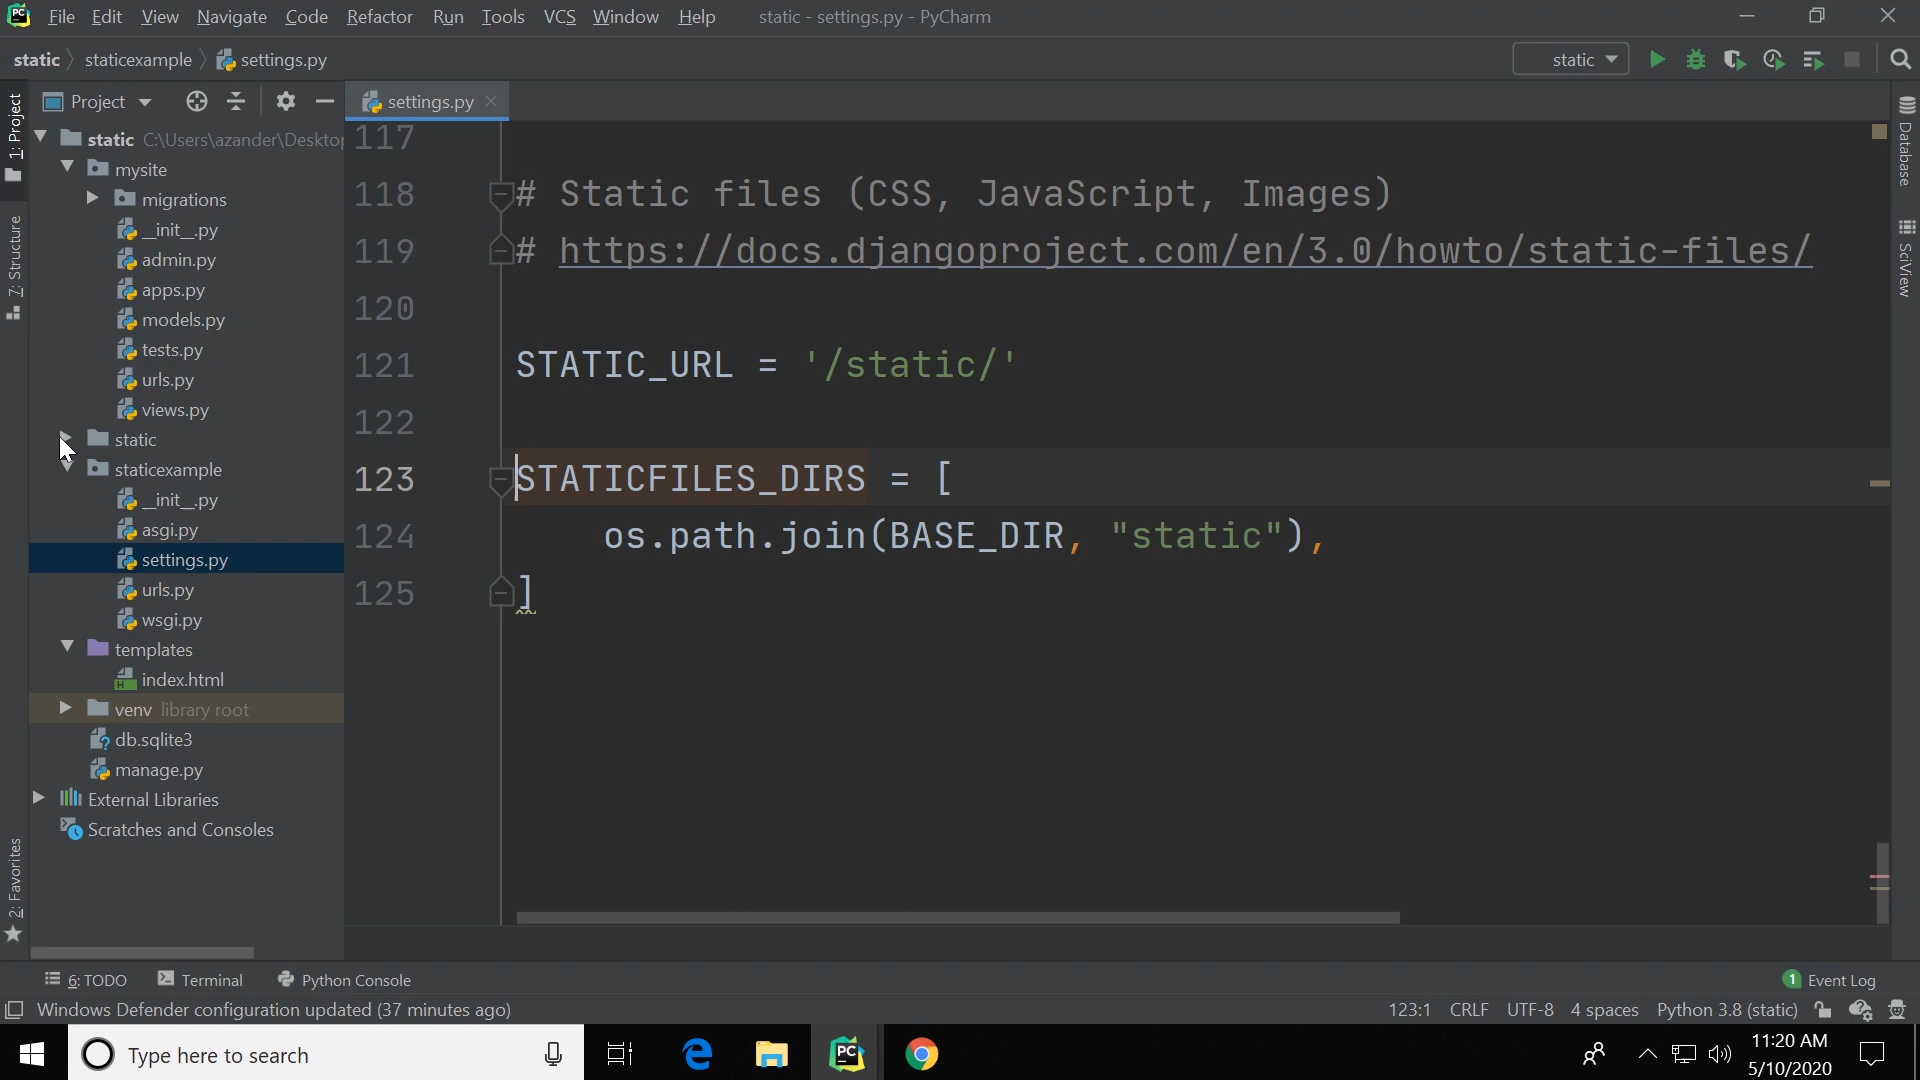 File Edit View Navigate Code Refactor Run Tools VCS Window Help static - settings.py - PyCharm
static staticexample settings.py static
1: Project
7: Structure
2: Favorites
Project
static C:\Users\azander\Deskto
mysite
migrations
__init__.py
admin.py
apps.py
models.py
tests.py
urls.py
views.py
static
staticexample
__init__.py
asgi.py
settings.py
urls.py
wsgi.py
templates
index.html
venv library root
db.sqlite3
manage.py
External Libraries
Scratches and Consoles
settings.py
117
118 # Static files (CSS, JavaScript, Images)
119 # https://docs.djangoproject.com/en/3.0/howto/static-files/
120
121 STATIC_URL = '/static/'
122
123 STATICFILES_DIRS = [
124 os.path.join(BASE_DIR, "static"),
125 ]
Database
SciView
6: TODO Terminal Python Console 1 Event Log
Windows Defender configuration updated (37 minutes ago) 123:1 CRLF UTF-8 4 spaces Python 3.8 (static)
Type here to search
11:20 AM
5/10/2020